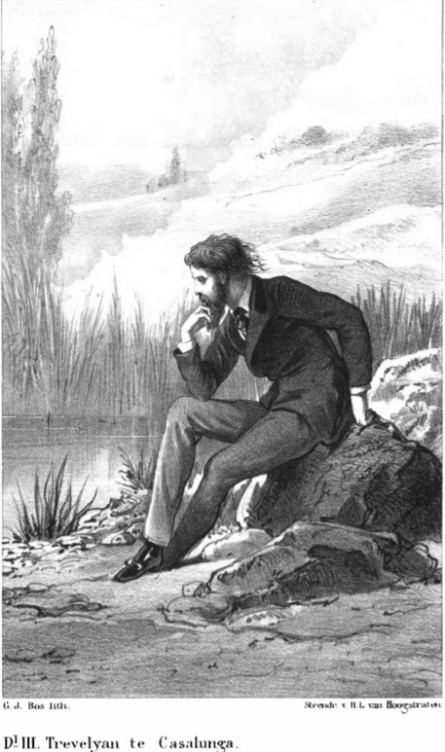 G. J. Bos lith.
Steendr. v. H. L. van Hoogstraten.
Dl III. Trevelyan te Casalunga.